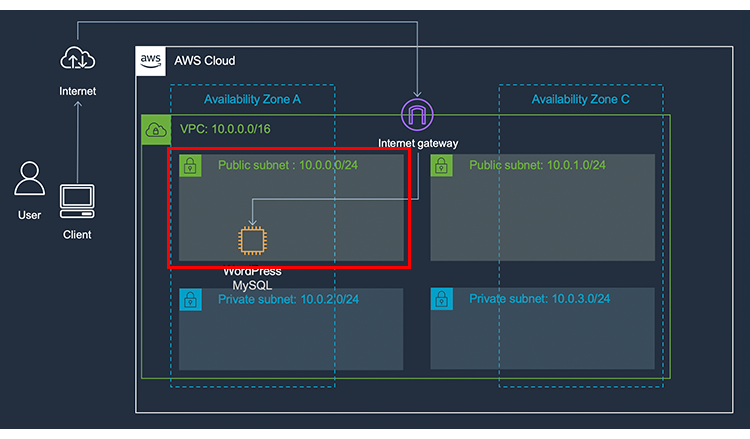 aws
AWS Cloud
Internet
Availability Zone A
Availability Zone C
VPC: 10.0.0.0/16
Internet gateway
Public subnet : 10.0.0.0/24
Public subnet: 10.0.1.0/24
User
Client
WordPress
MySQL
Private subnet: 10.0.2.0/24
Private subnet: 10.0.3.0/24